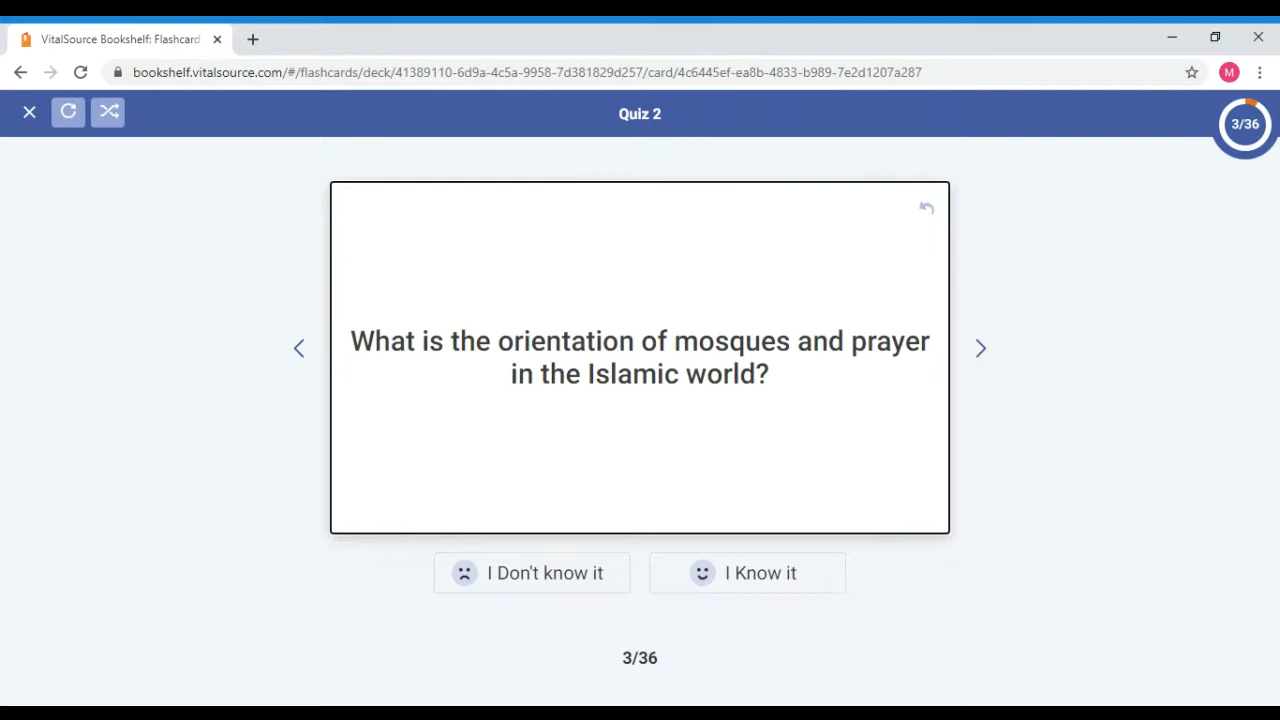 VitalSource Bookshelf: Flashcard
bookshelf.vitalsource.com/#/flashcards/deck/41389110-6d9a-4c5a-9958-7d381829d257/card/4c6445ef-ea8b-4833-b989-7e2d1207a287
M
Quiz 2
3/36
What is the orientation of mosques and prayer
in the Islamic world?
I Don't know it
I Know it
3/36